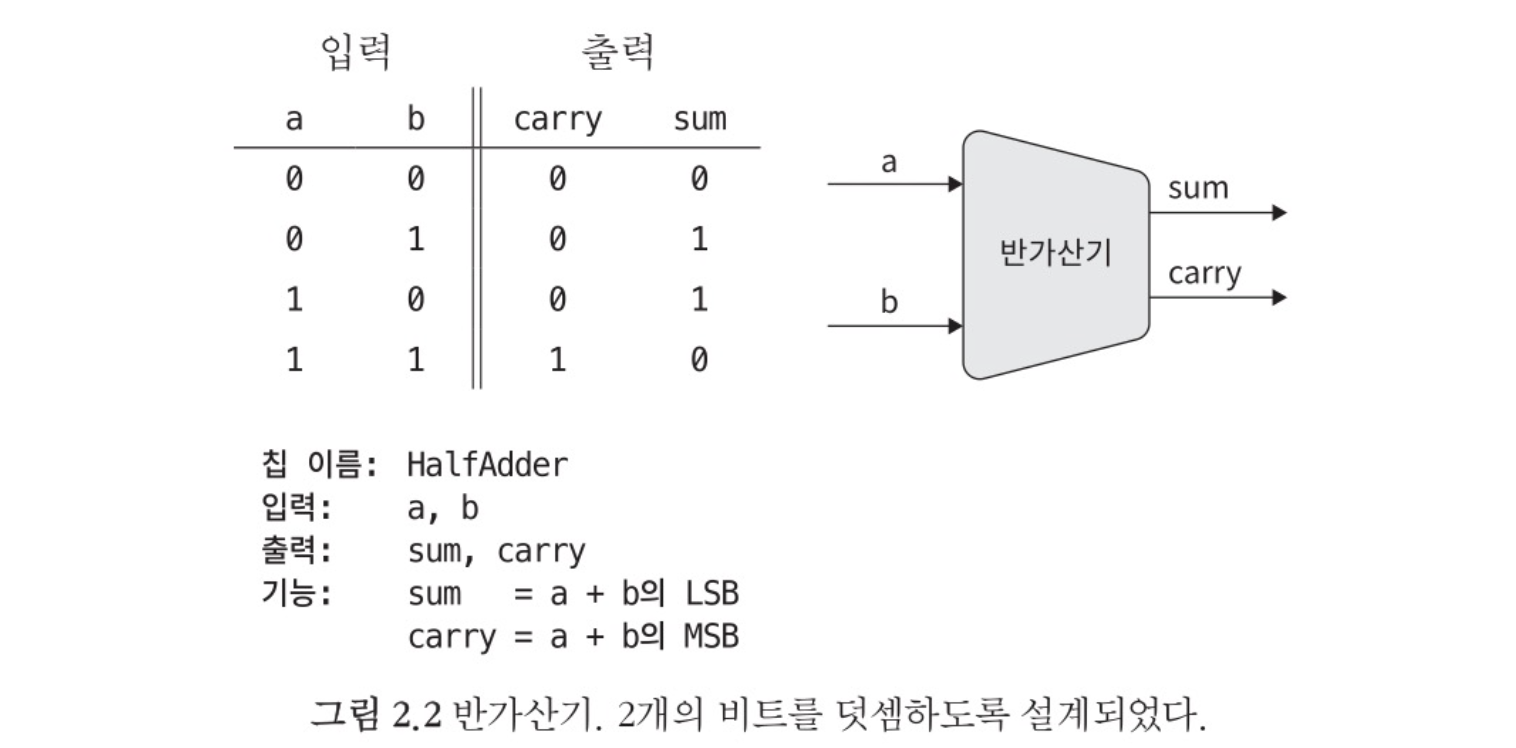 입력 출력
a b carry sum
0 0 0 0
0 1 0 1
1 0 0 1
1 1 1 0
a
b
반가산기
sum
carry
칩 이름: HalfAdder
입력: a, b
출력: sum, carry
기능: sum = a + b의 LSB
carry = a + b의 MSB
그림 2.2 반가산기. 2개의 비트를 덧셈하도록 설계되었다.